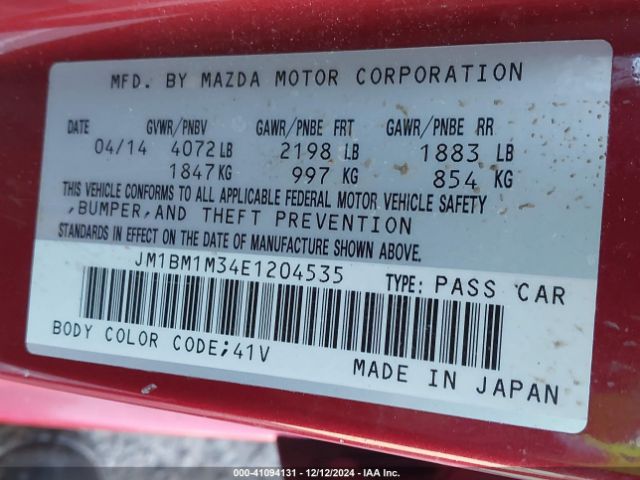 MFD. BY MAZDA MOTOR CORPORATION
DATE GVWR/PNBV GAWR/PNBE FRT GAWR/PNBE RR
04/14 4072 LB 2198 LB 1883 LB
1847 KG 997 KG 854 KG
THIS VEHICLE CONFORMS TO ALL APPLICABLE FEDERAL MOTOR VEHICLE SAFETY
,BUMPER,AND THEFT PREVENTION
STANDARDS IN EFFECT ON THE DATE OF MANUFACTURE SHOWN ABOVE.
JM1BM1M34E1204535 TYPE: PASS CAR
BODY COLOR CODE;41V MADE IN JAPAN
000-41094131 - 12/12/2024 - IAA Inc.